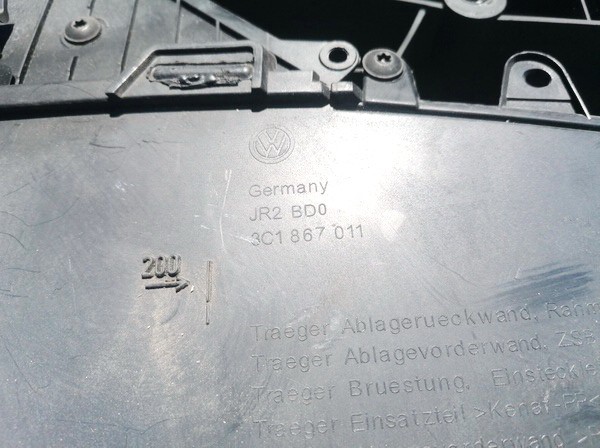 Germany
JR2 BD0
3C1 867 011
200
Traeger Ablagerueckwand, Rahm
Traeger Ablagevorderwand, ZSB
Traeger Bruestung, Einsteckle
Traeger Einsatzteil >Kenaf-PP<